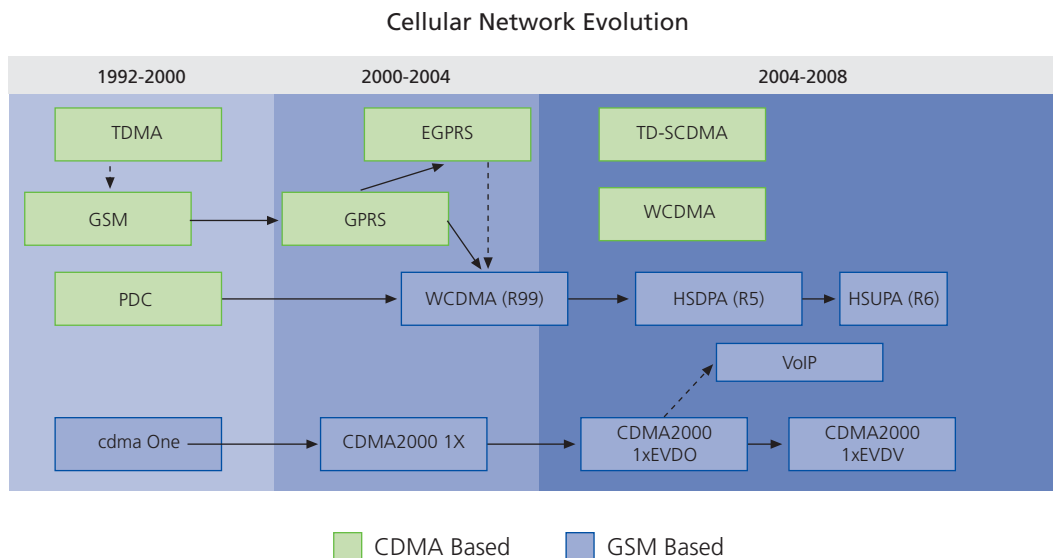 Cellular Network Evolution
1992-2000
2000-2004
2004-2008
TDMA
EGPRS
TD-SCDMA
GSM
GPRS
WCDMA
PDC
WCDMA (R99)
HSDPA (R5)
HSUPA (R6)
VoIP
cdma One
CDMA2000 1X
CDMA2000
1xEVDO
CDMA2000
1xEVDV
CDMA Based
GSM Based